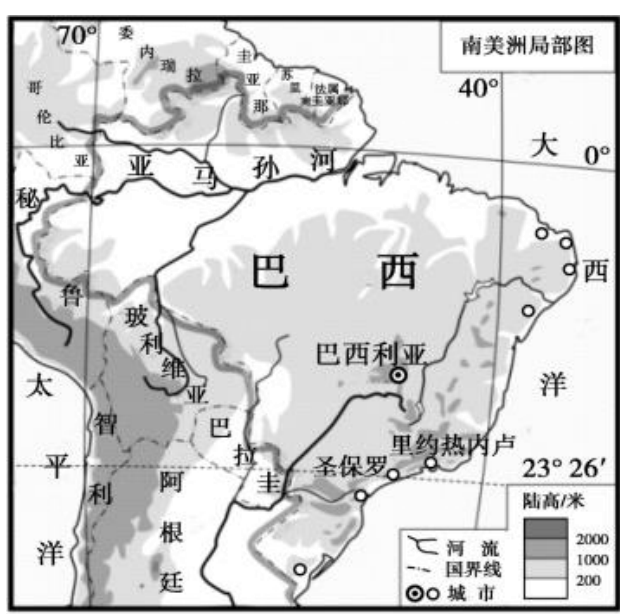 南美洲局部图
70°
40°
0°
23° 26′
委内瑞拉
圭亚那
苏里
法属
南圭亚那
哥伦比亚
亚马孙河
秘鲁
巴西
巴西利亚
里约热内卢
圣保罗
玻利维亚
巴拉圭
智利
阿根廷
太平洋
大西洋
陆高/米
2000
1000
200
河 流
国界线
城 市